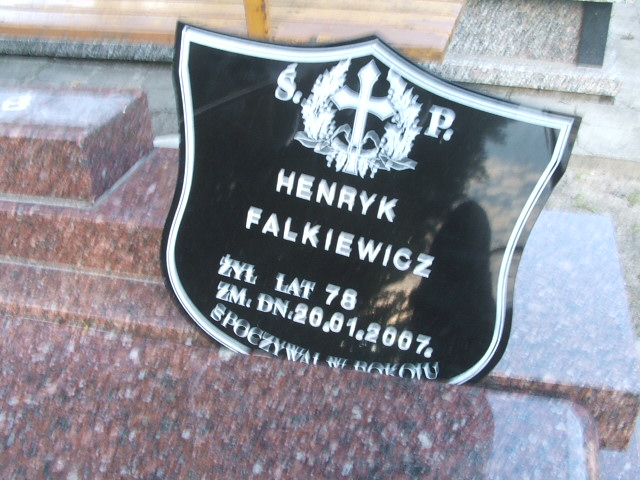 Ś. P.
HENRYK
FALKIEWICZ
ŻYŁ LAT 78
ZM. DN. 20.01.2007.
SPOCZYWAJ W POKOJU